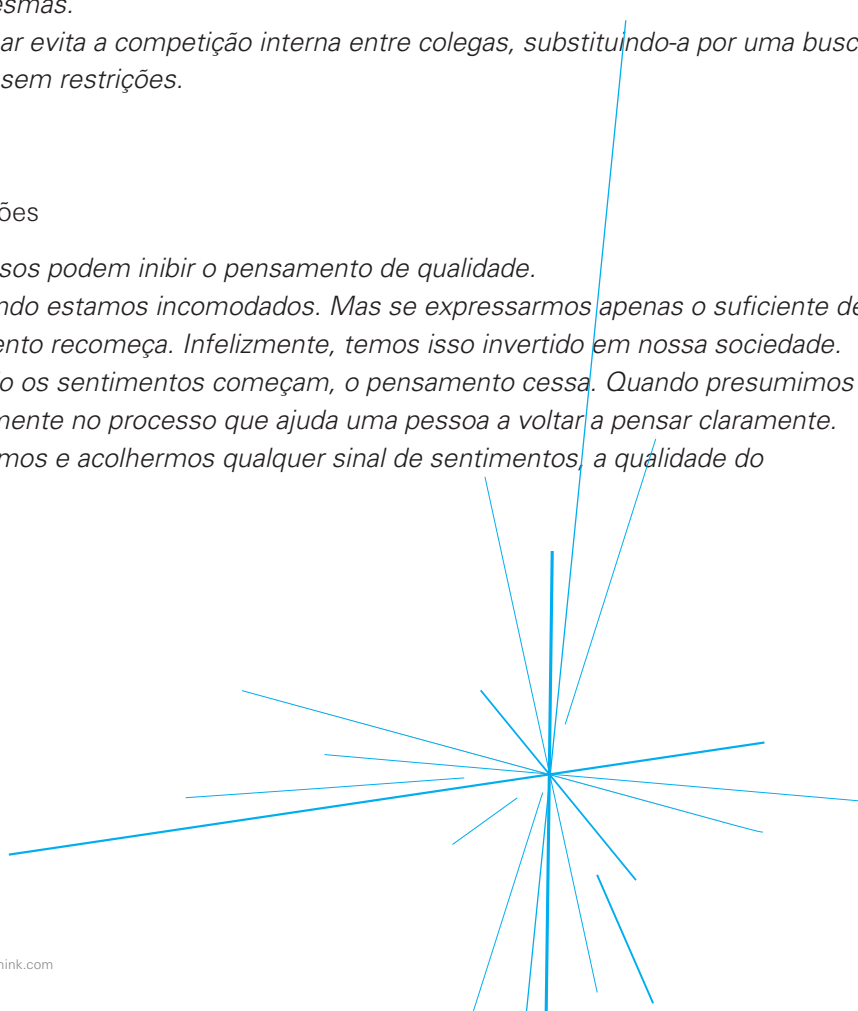 esmas.
ar evita a competição interna entre colegas, substituindo-a por uma busc
sem restrições.
ões
sos podem inibir o pensamento de qualidade.
ndo estamos incomodados. Mas se expressarmos apenas o suficiente de
ento recomeça. Infelizmente, temos isso invertido em nossa sociedade.
o os sentimentos começam, o pensamento cessa. Quando presumimos
mente no processo que ajuda uma pessoa a voltar a pensar claramente.
mos e acolhermos qualquer sinal de sentimentos, a qualidade do
hink.com